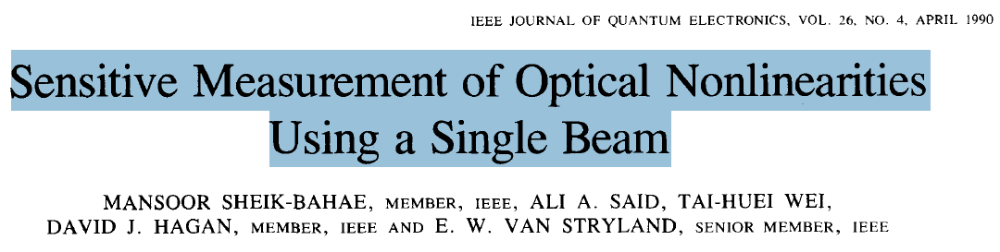 IEEE JOURNAL OF QUANTUM ELECTRONICS, VOL. 26, NO. 4, APRIL 1990
Sensitive Measurement of Optical Nonlinearities
Using a Single Beam
MANSOOR SHEIK-BAHAE, MEMBER, IEEE, ALI A. SAID, TAI-HUEI WEI,
DAVID J. HAGAN, MEMBER, IEEE AND E. W. VAN STRYLAND, SENIOR MEMBER, IEEE